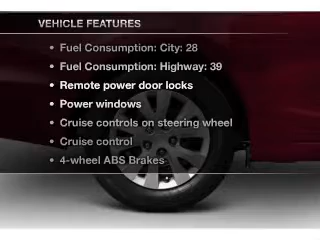 VEHICLE FEATURES
• Fuel Consumption: City: 28
• Fuel Consumption: Highway: 39
• Remote power door locks
• Power windows
• Cruise controls on steering wheel
• Cruise control
• 4-wheel ABS Brakes